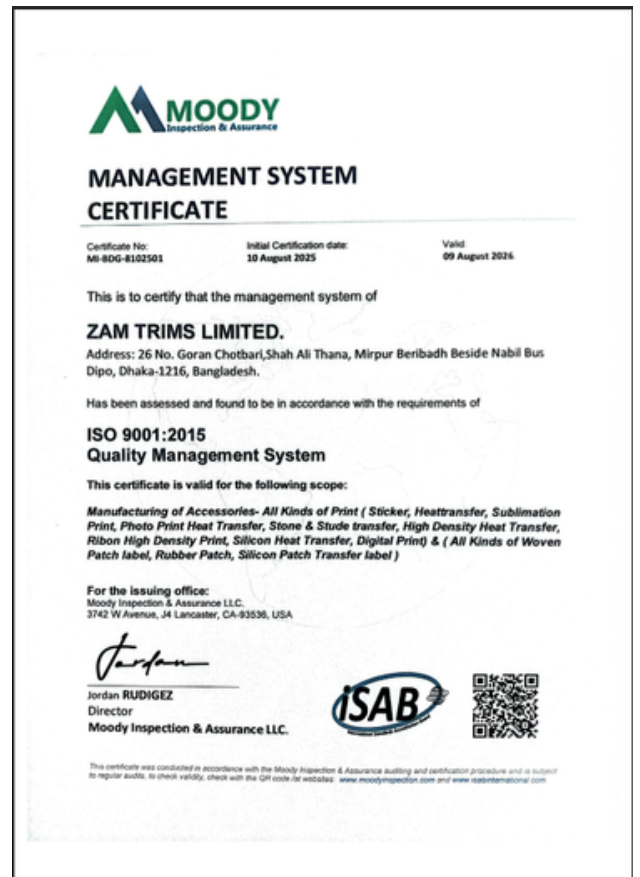 MOODY
Inspection & Assurance
MANAGEMENT SYSTEM
CERTIFICATE
Certificate No: Initial Certification date: Valid
MI-BDG-8102501 10 August 2025 09 August 2026
This is to certify that the management system of
ZAM TRIMS LIMITED.
Address: 26 No. Goran Chotbari,Shah Ali Thana, Mirpur Beribadh Beside Nabil Bus
Dipo, Dhaka-1216, Bangladesh.
Has been assessed and found to be in accordance with the requirements of
ISO 9001:2015
Quality Management System
This certificate is valid for the following scope:
Manufacturing of Accessories- All Kinds of Print ( Sticker, Heattransfer, Sublimation
Print, Photo Print Heat Transfer, Stone & Stude transfer, High Density Heat Transfer,
Ribon High Density Print, Silicon Heat Transfer, Digital Print) & ( All Kinds of Woven
Patch label, Rubber Patch, Silicon Patch Transfer label )
For the issuing office:
Moody Inspection & Assurance LLC.
3742 W Avenue, J4 Lancaster, CA-93536, USA
Jordan
Jordan RUDIGEZ
Director
Moody Inspection & Assurance LLC.
iSAB
This certificate was conducted in accordance with the Moody Inspection & Assurance auditing and certification procedure and is subject
to regular audits, to check validity, check with the QR code /at websites: www.moodyinspection.com and www.isabinternational.com